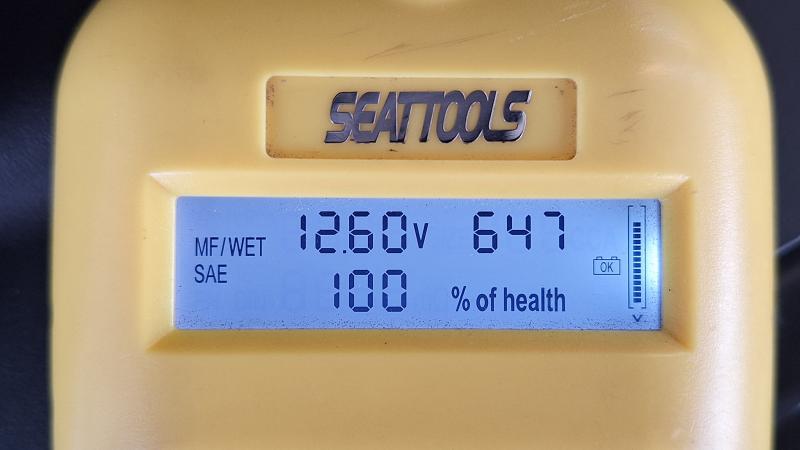 SEATTOOLS
MF/WET 12.60V 647
SAE 100 % of health
OK